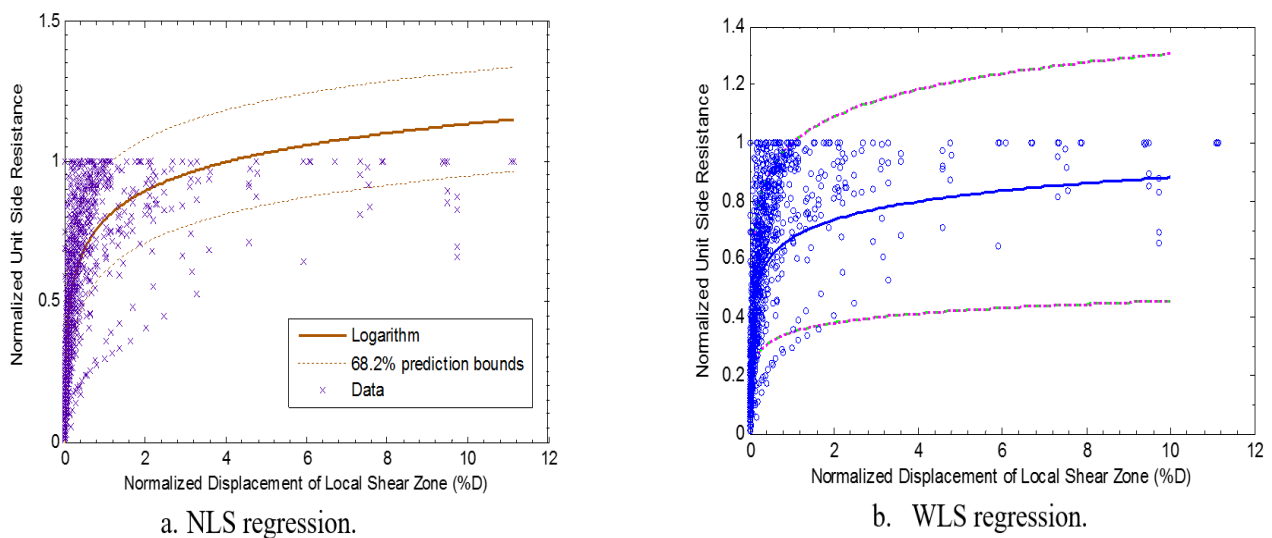 Normalized Unit Side Resistance
1.5
1
0.5
0
0 2 4 6 8 10 12
Normalized Displacement of Local Shear Zone (%D)
Logarithm
68.2% prediction bounds
Data
a. NLS regression.
Normalized Unit Side Resistance
1.4
1.2
1
0.8
0.6
0.4
0.2
0
0 2 4 6 8 10 12
Normalized Displacement of Local Shear Zone (%D)
b. WLS regression.